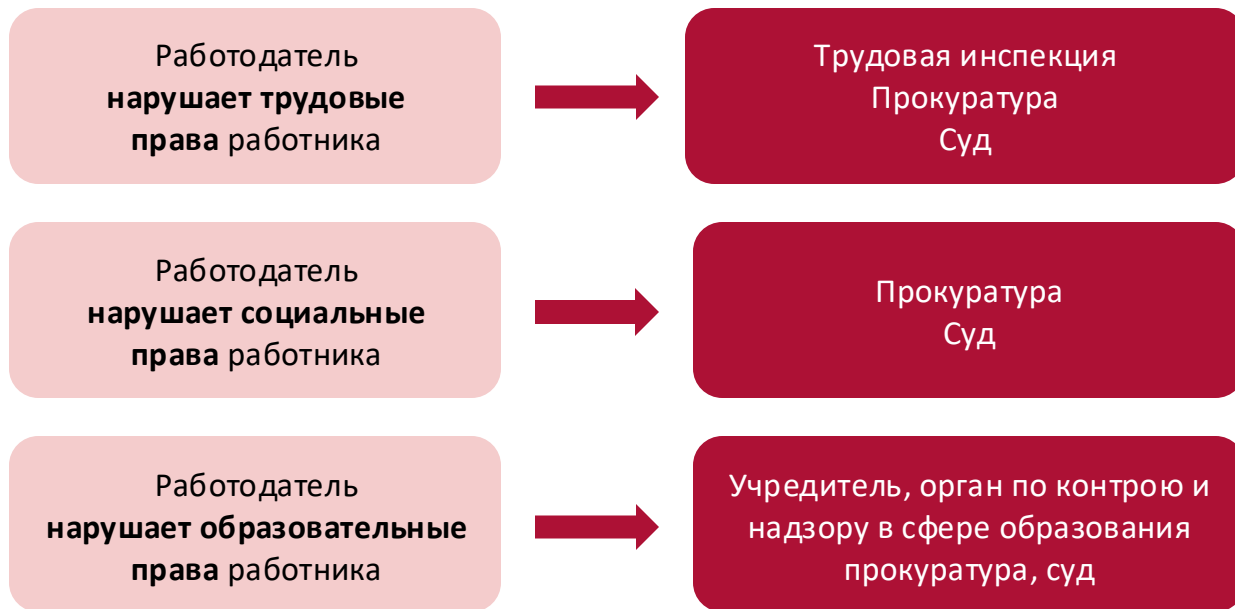 Работодатель
нарушает трудовые
права работника
Трудовая инспекция
Прокуратура
Суд
Работодатель
нарушает социальные
права работника
Прокуратура
Суд
Работодатель
нарушает образовательные
права работника
Учредитель, орган по контрою и
надзору в сфере образования
прокуратура, суд